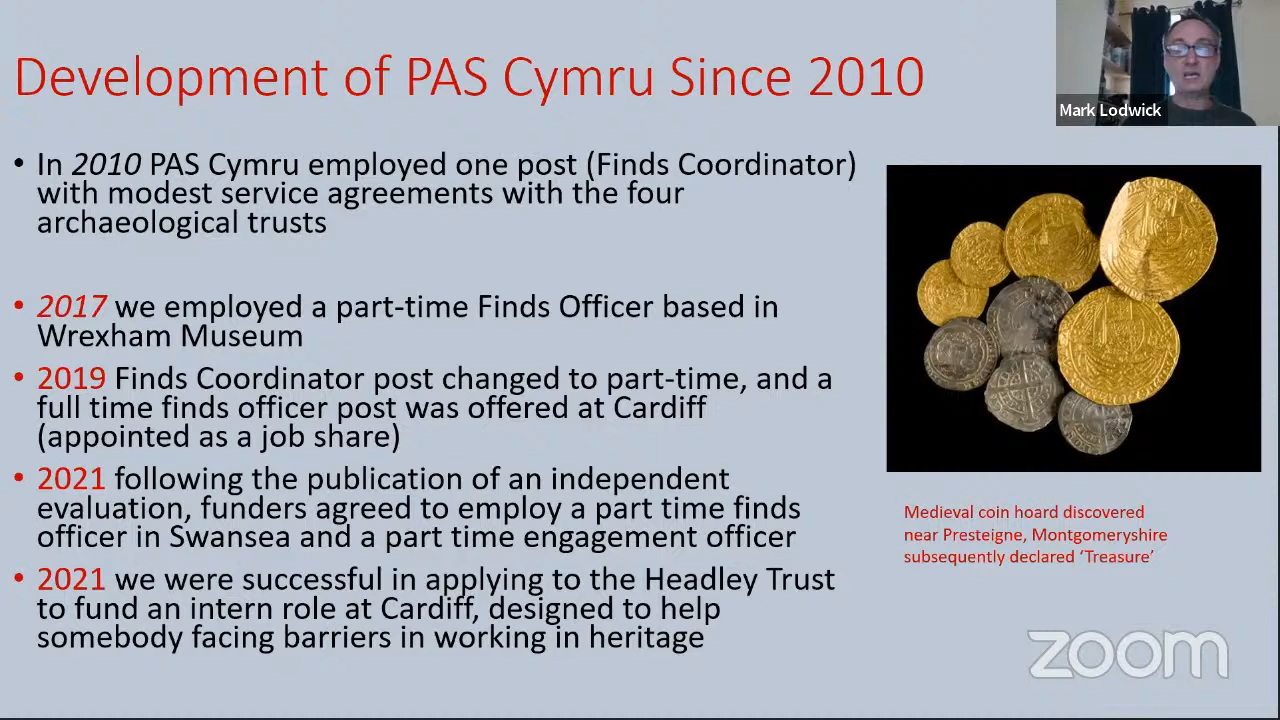 Development of PAS Cymru Since 2010
Mark Lodwick
• In 2010 PAS Cymru employed one post (Finds Coordinator)
with modest service agreements with the four
archaeological trusts
• 2017 we employed a part-time Finds Officer based in
Wrexham Museum
• 2019 Finds Coordinator post changed to part-time, and a
full time finds officer post was offered at Cardiff
(appointed as a job share)
• 2021 following the publication of an independent
evaluation, funders agreed to employ a part time finds
officer in Swansea and a part time engagement officer
• 2021 we were successful in applying to the Headley Trust
to fund an intern role at Cardiff, designed to help
somebody facing barriers in working in heritage
Medieval coin hoard discovered
near Presteigne, Montgomeryshire
subsequently declared ‘Treasure’
zoom